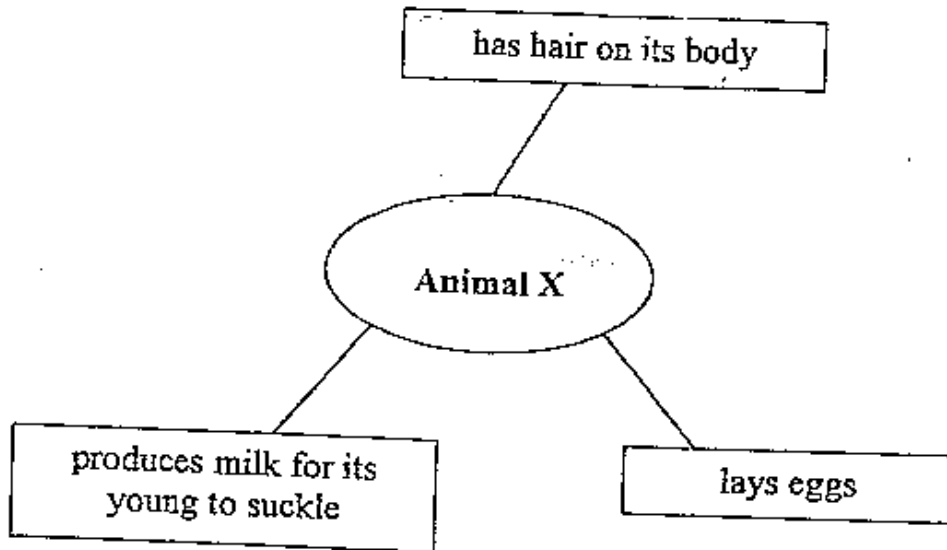 has hair on its body
Animal X
produces milk for its
young to suckle
lays eggs